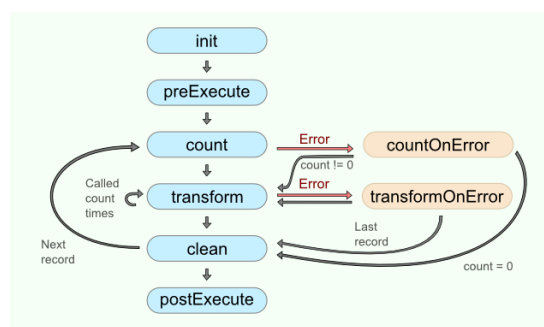 init
preExecute
count
Error
countOnError
count != 0
Called
count
times
transform
Error
transformOnError
Next
record
clean
Last
record
count = 0
postExecute